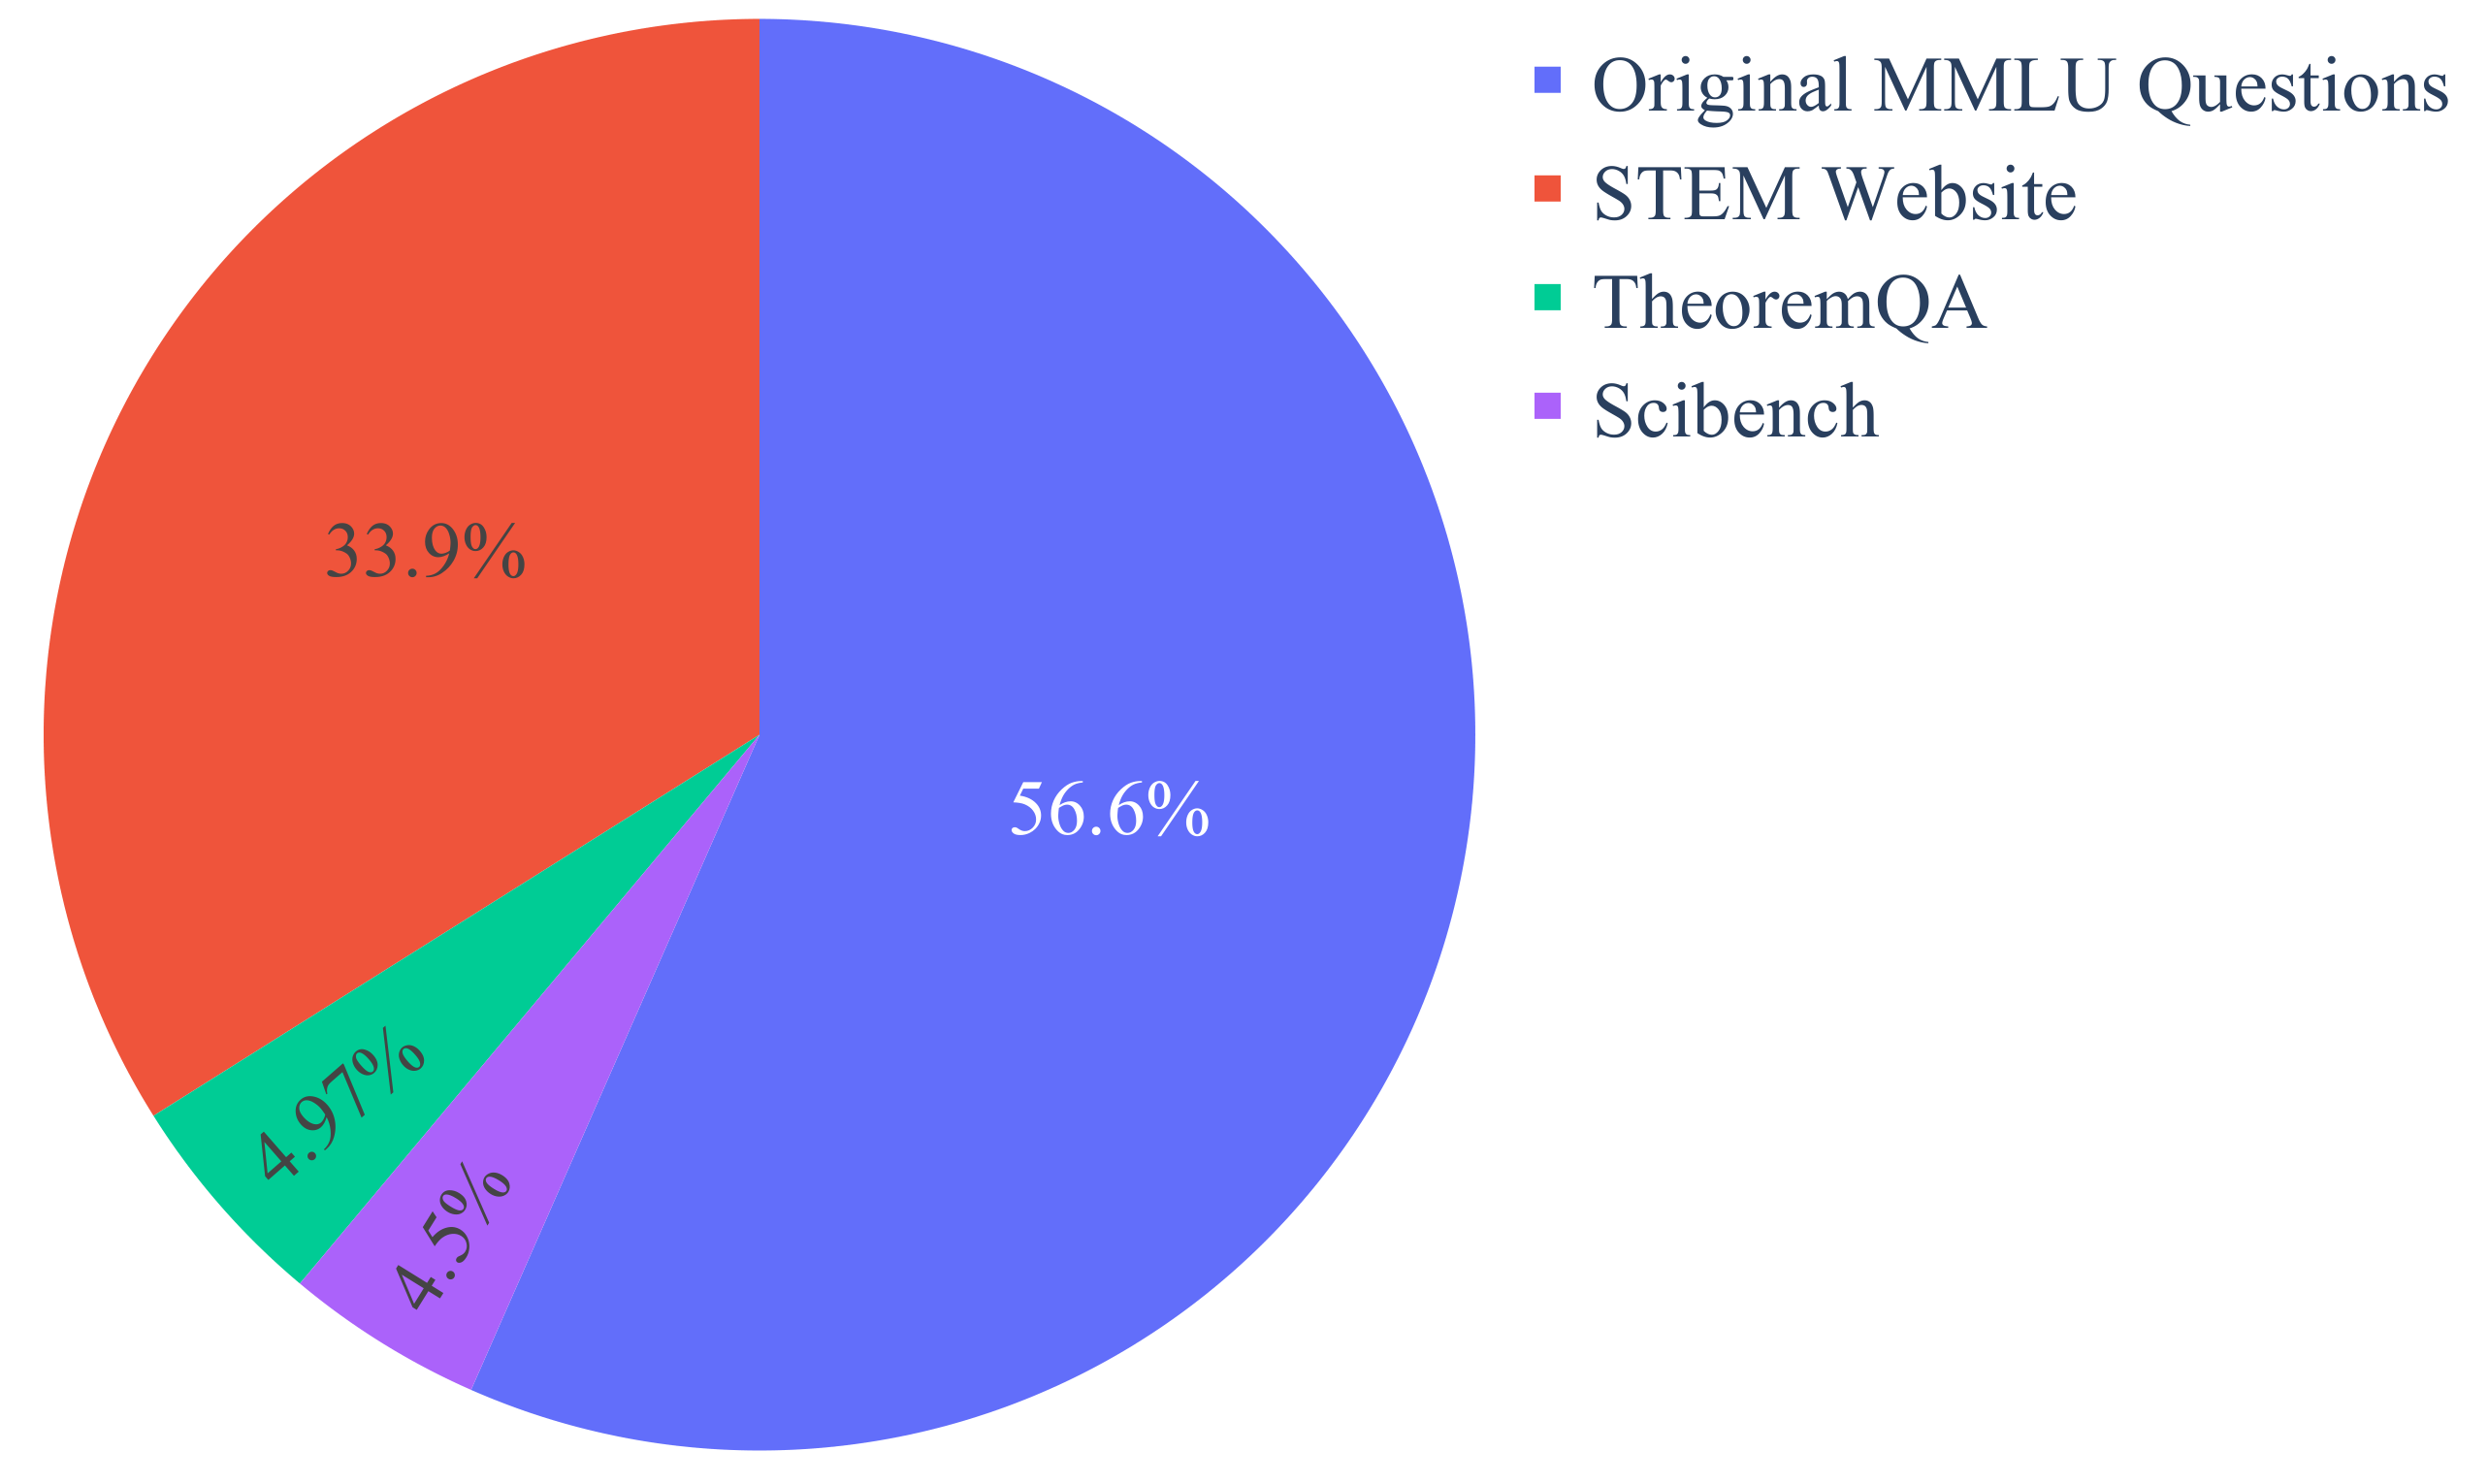 Original MMLU Questions
STEM Website
TheoremQA
Scibench
33.9%
56.6%
4.97%
4.5%